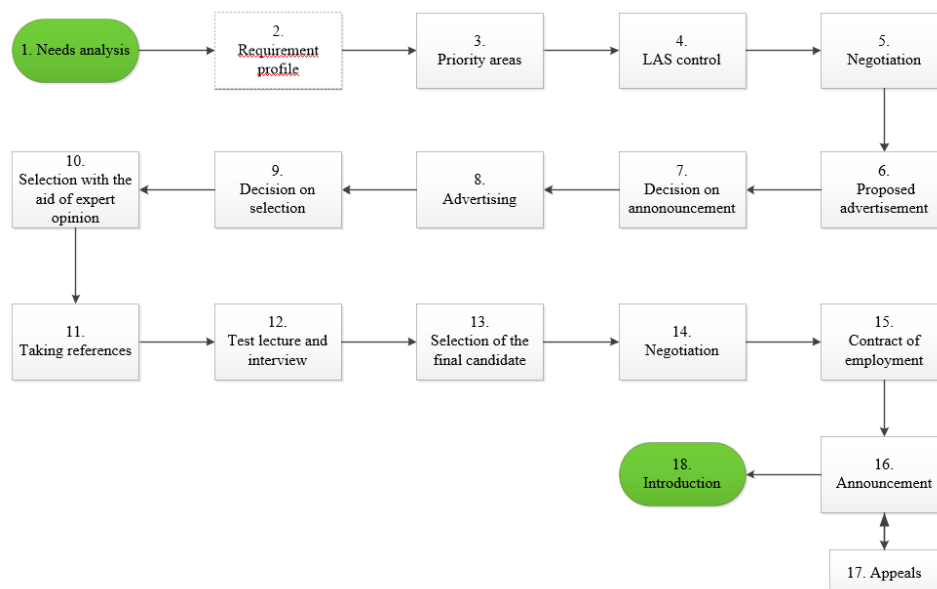 1. Needs analysis
2.
Requirement
profile
3.
Priority areas
4.
LAS control
5.
Negotiation
6.
Proposed
advertisement
7.
Decision on
annonouncement
8.
Advertising
9.
Decision on
selection
10.
Selection with the
aid of expert
opinion
11.
Taking references
12.
Test lecture and
interview
13.
Selection of the
final candidate
14.
Negotiation
15.
Contract of
employment
16.
Announcement
17. Appeals
18.
Introduction